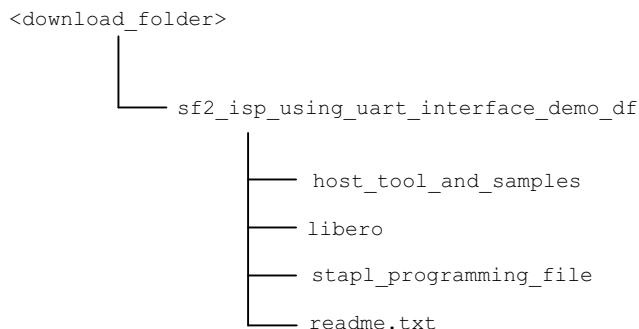 <download_folder>
sf2_isp_using_uart_interface_demo_df
host_tool_and_samples
libero
stapl_programming_file
readme.txt